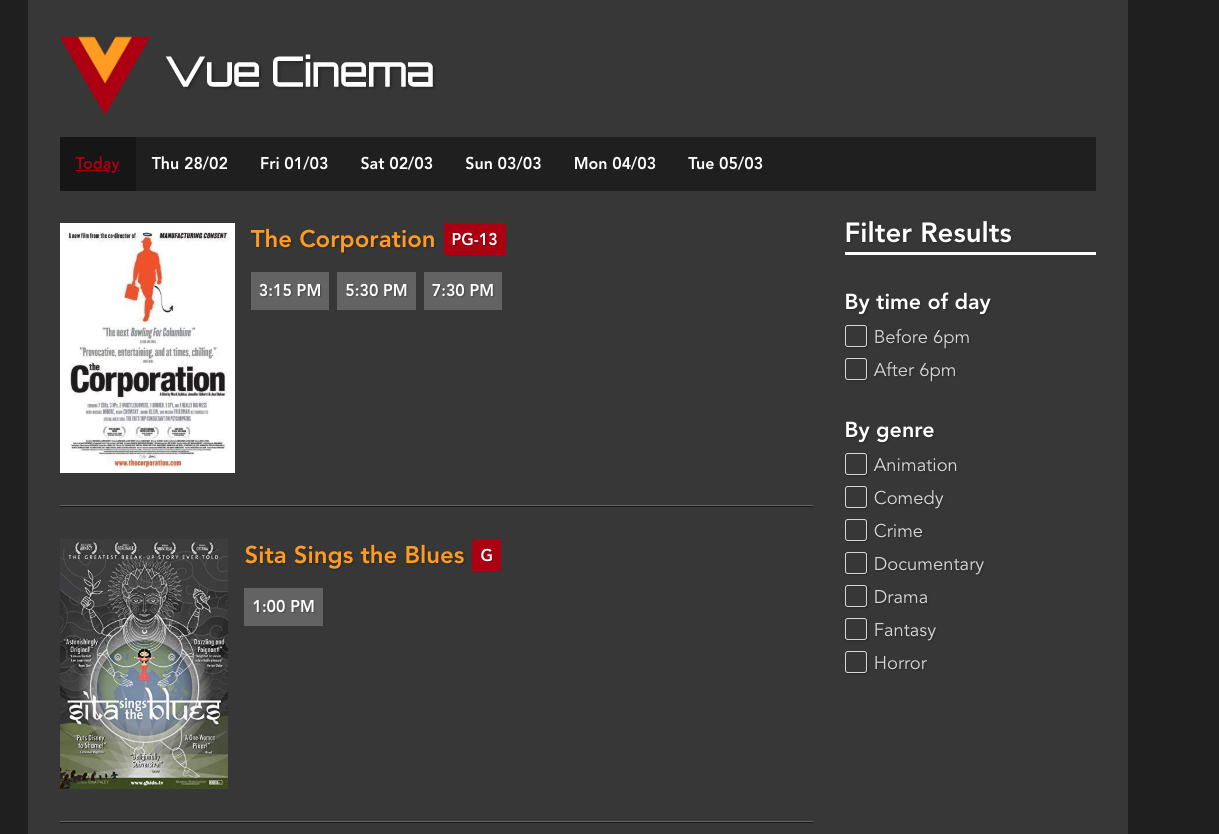 Vue Cinema
Today Thu 28/02 Fri 01/03 Sat 02/03 Sun 03/03 Mon 04/03 Tue 05/03
A new film from the co-director of MANUFACTURING CONSENT
"The next Bowling For Columbine"
"Provocative, entertaining, and at times, chilling."
the
Corporation
www.thecorporation.com
The Corporation PG-13
3:15 PM 5:30 PM 7:30 PM
THE GREATEST BREAK-UP STORY EVER TOLD
"Astonishingly
Original!"
"Dazzling and
Poignant!"
sita sings the blues
"Puts Disney
to Shame!"
"A One-Woman
Pixar!"
"Delightfully
Subversive!"
www.gkids.tv
Sita Sings the Blues G
1:00 PM
Filter Results
By time of day
Before 6pm
After 6pm
By genre
Animation
Comedy
Crime
Documentary
Drama
Fantasy
Horror